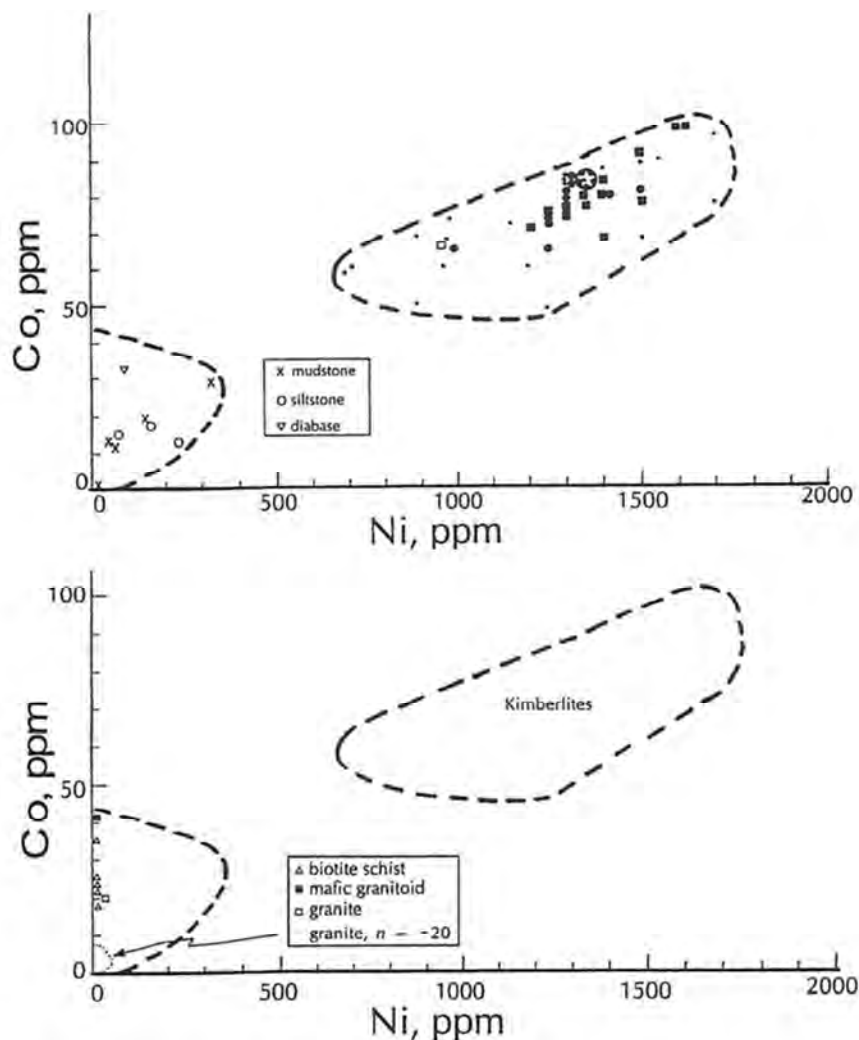 Co, ppm
100
50
0
x mudstone
o siltstone
▽ diabase
500
1000
1500
2000
Ni, ppm
Co, ppm
100
50
0
Kimberlites
△ biotite schist
■ mafic granitoid
□ granite
granite, n — -20
0
500
1000
1500
2000
Ni, ppm